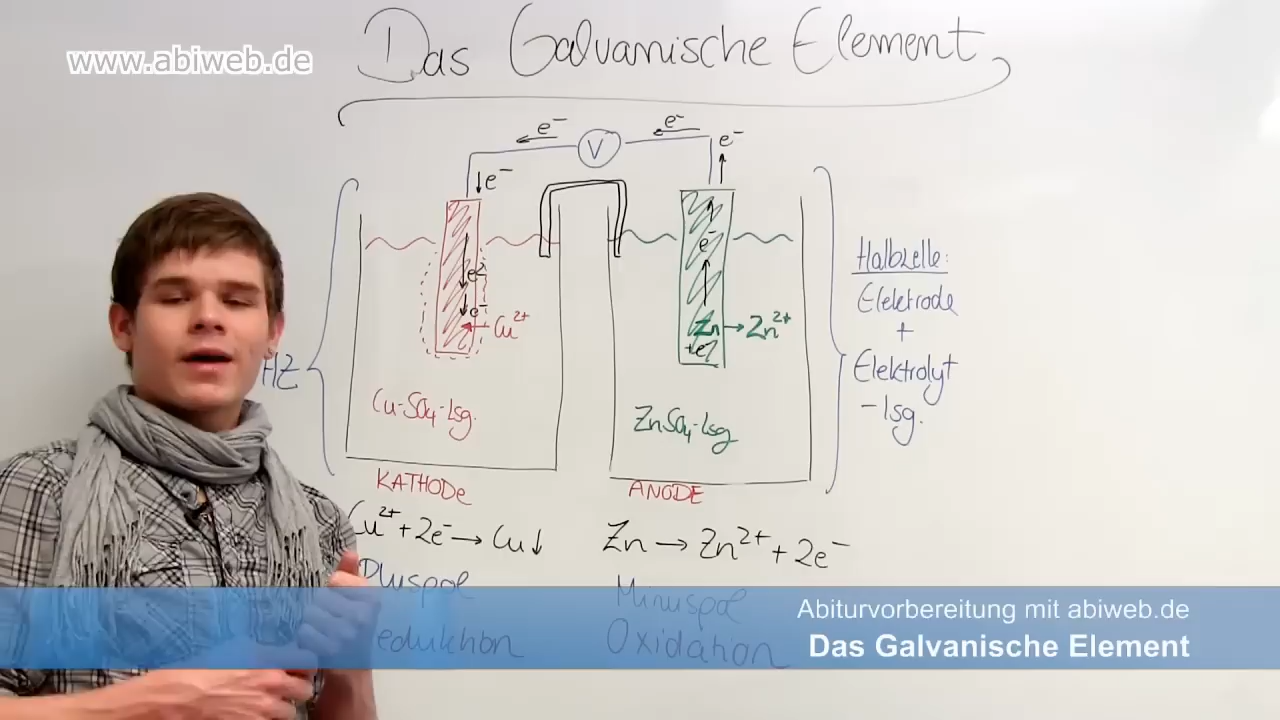 www.abiweb.de
Das Galvanische Element
e⁻
e⁻
V
e⁻
e⁻
e⁻
e⁻
e⁻
Cu²⁺
Zn → Zn²⁺
+e⁻
HZ
Cu-SO₄-Lsg.
ZnSO₄-Lsg
Halbzelle:
Elektrode
+
Elektrolyt
-lsg.
KATHODE
ANODE
Cu²⁺ + 2e⁻ → Cu↓
Zn → Zn²⁺ + 2e⁻
Pluspol
Minuspol
eduktion
Oxidation
Abiturvorbereitung mit abiweb.de
Das Galvanische Element